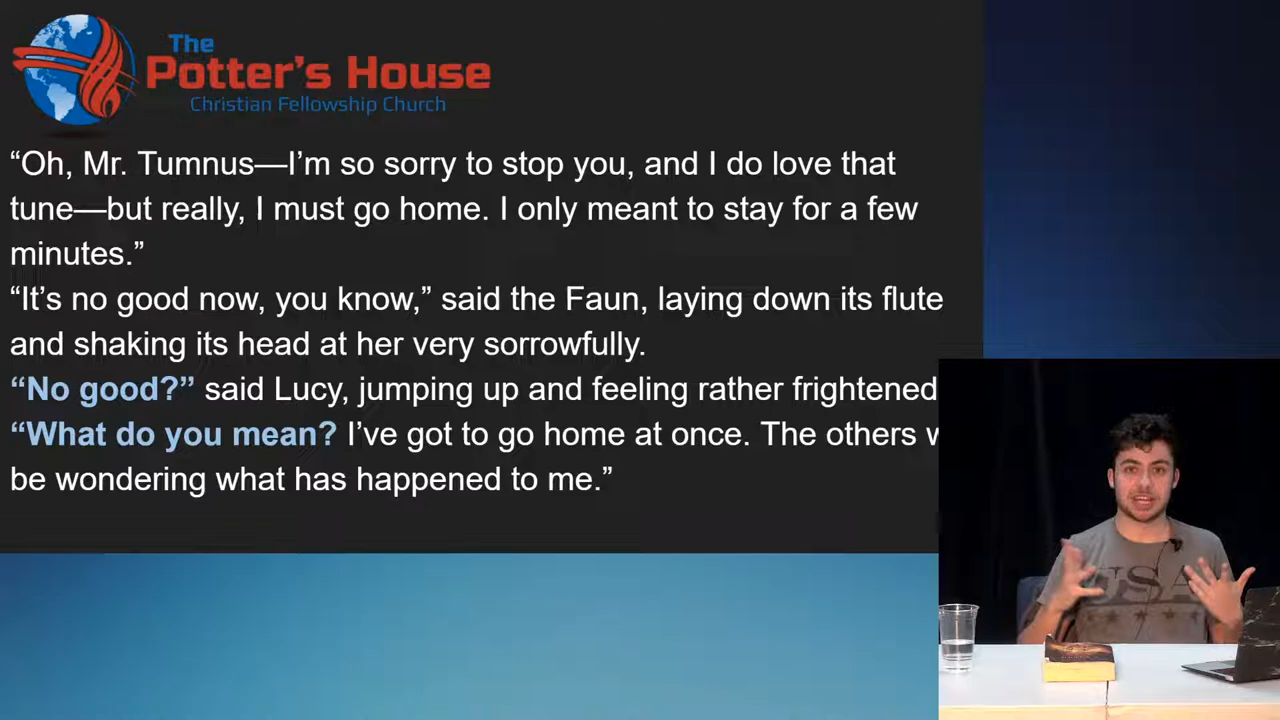 The
Potter's House
Christian Fellowship Church
“Oh, Mr. Tumnus—I’m so sorry to stop you, and I do love that
tune—but really, I must go home. I only meant to stay for a few
minutes.”
“It’s no good now, you know,” said the Faun, laying down its flute
and shaking its head at her very sorrowfully.
“No good?” said Lucy, jumping up and feeling rather frightened
“What do you mean? I’ve got to go home at once. The others
be wondering what has happened to me.”
USA